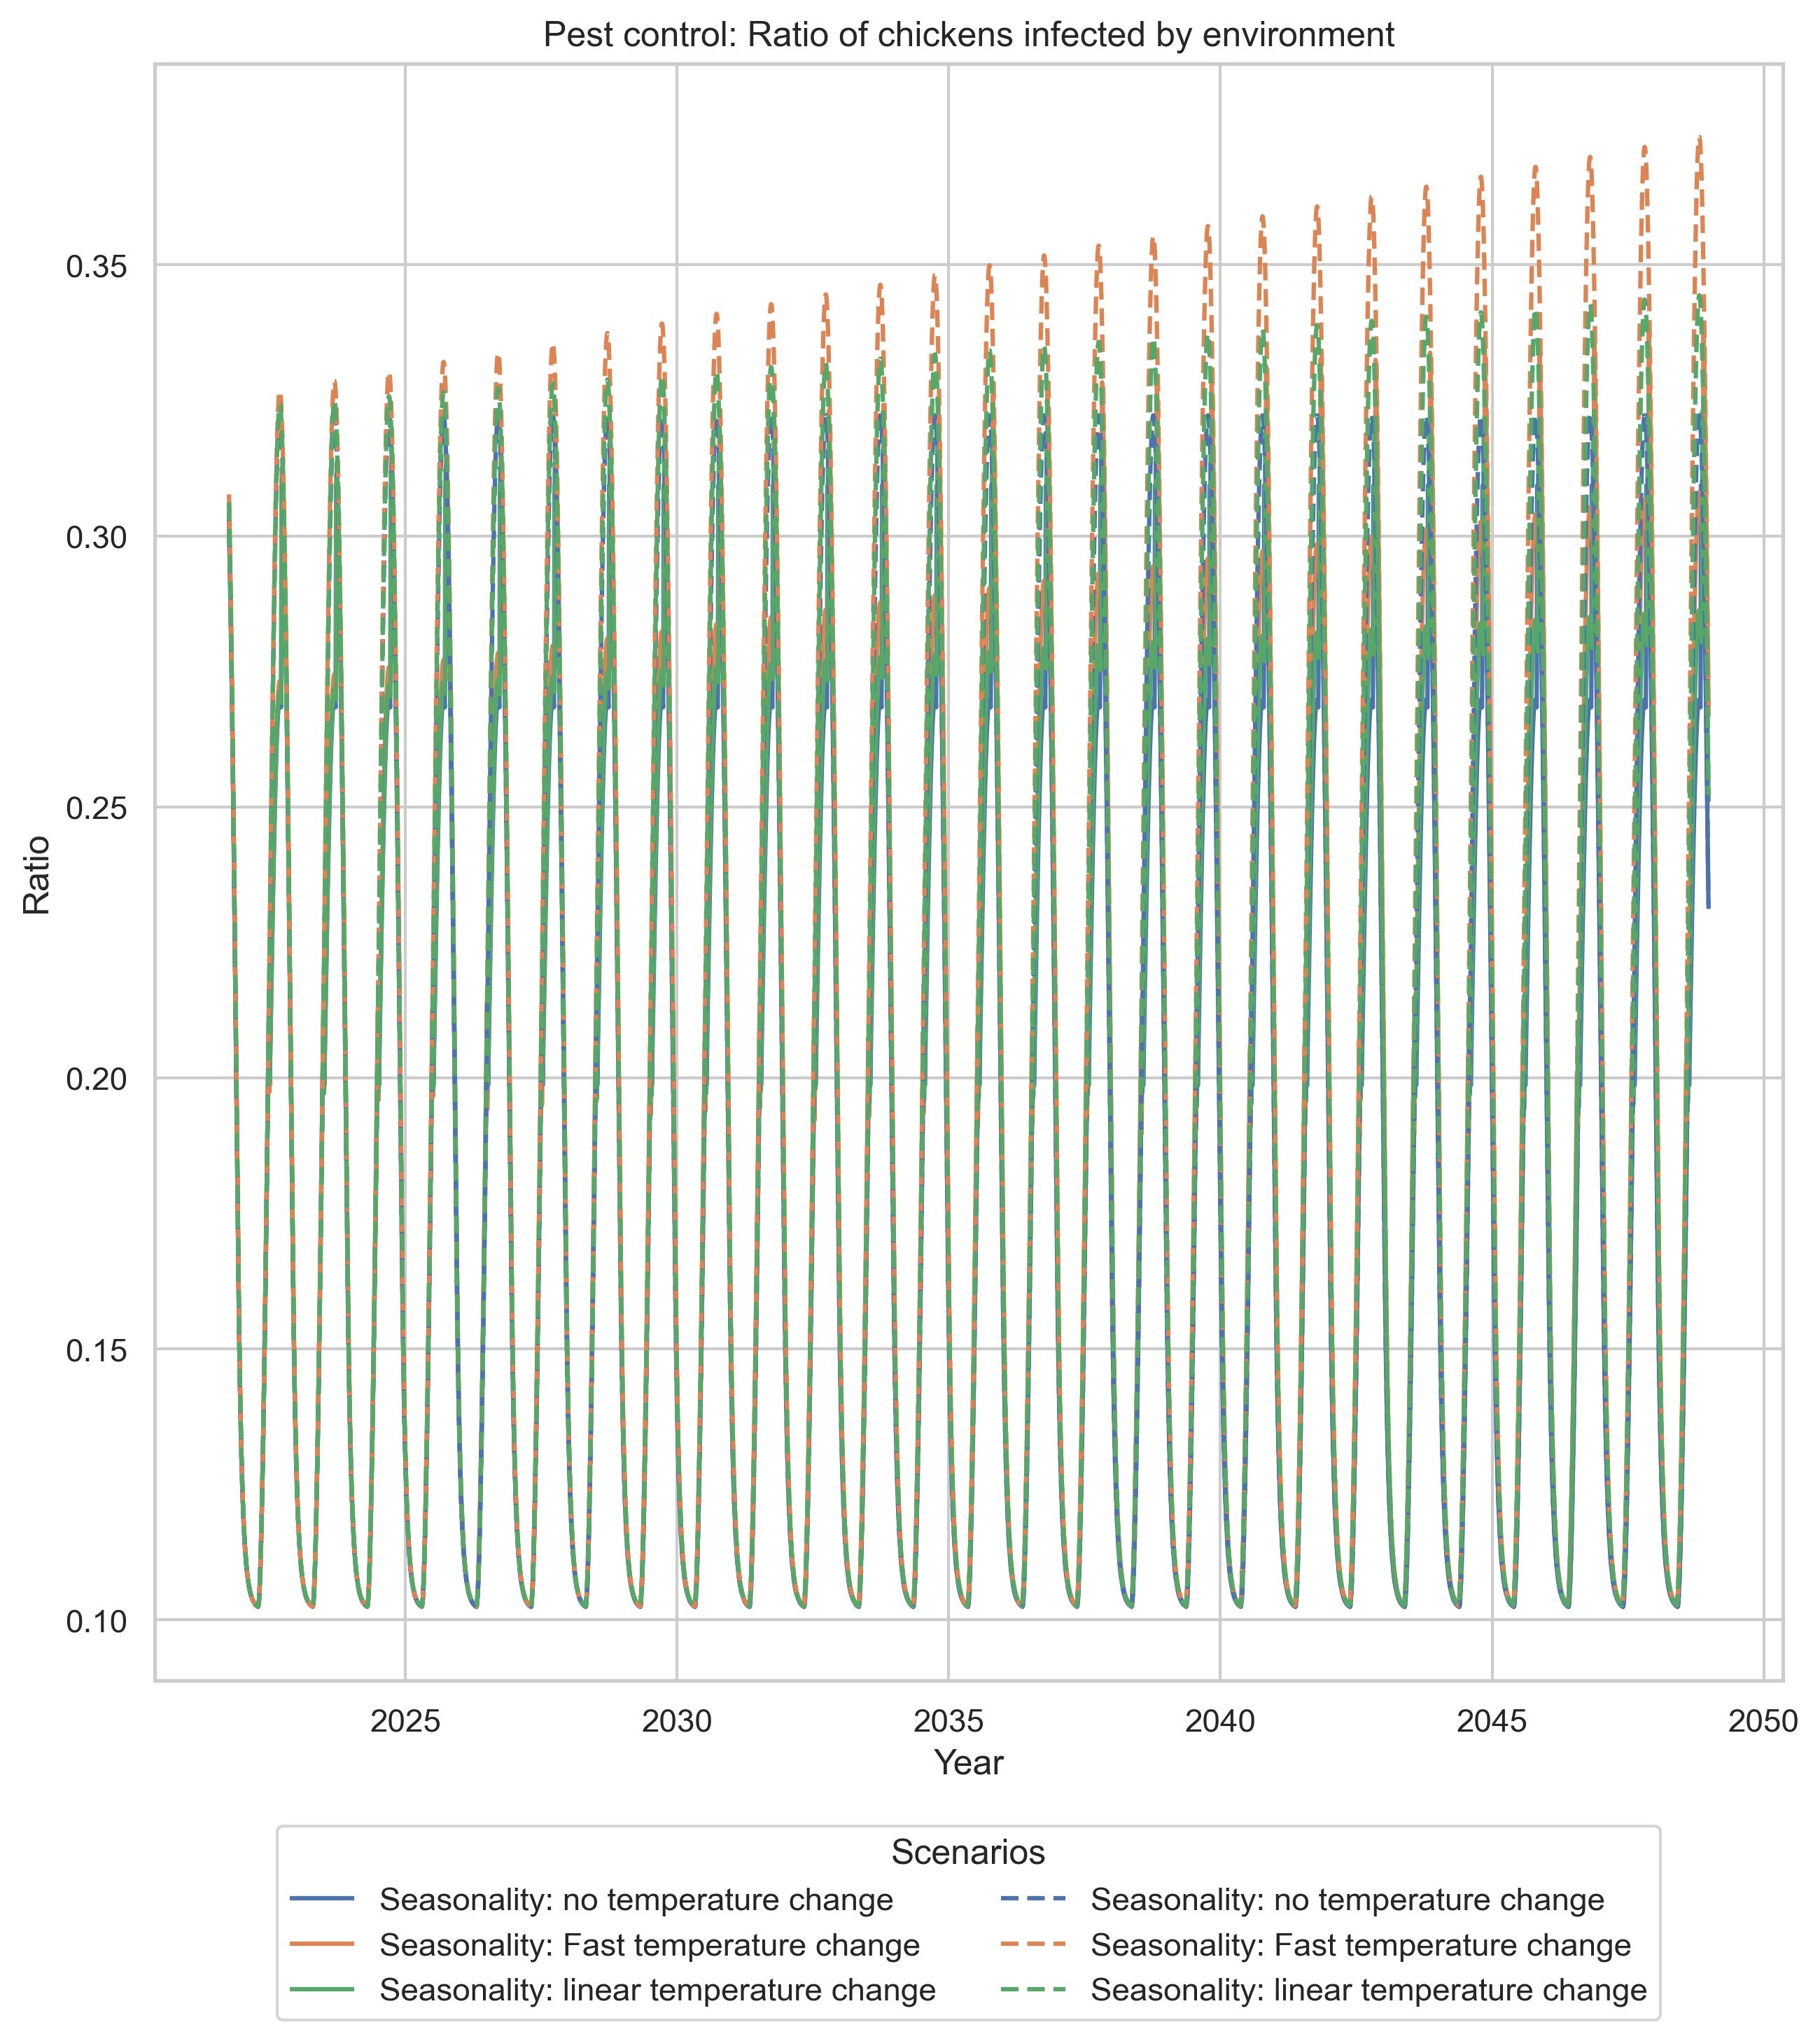 Pest control: Ratio of chickens infected by environment
0.35
0.30
0.25
0.20
0.15
0.10
Ratio
2025 2030 2035 2040 2045 2050
Year
Scenarios
Seasonality: no temperature change Seasonality: no temperature change
Seasonality: Fast temperature change Seasonality: Fast temperature change
Seasonality: linear temperature change Seasonality: linear temperature change